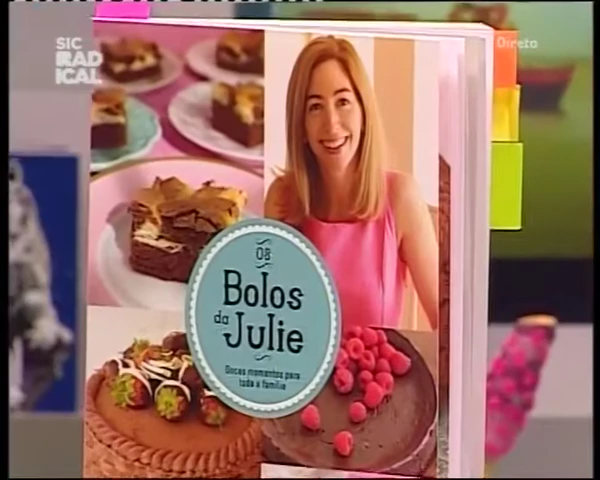 SIC
RAD
ICAL
Direto
08
Bolos
da Julie
Doces momentos para
toda a família